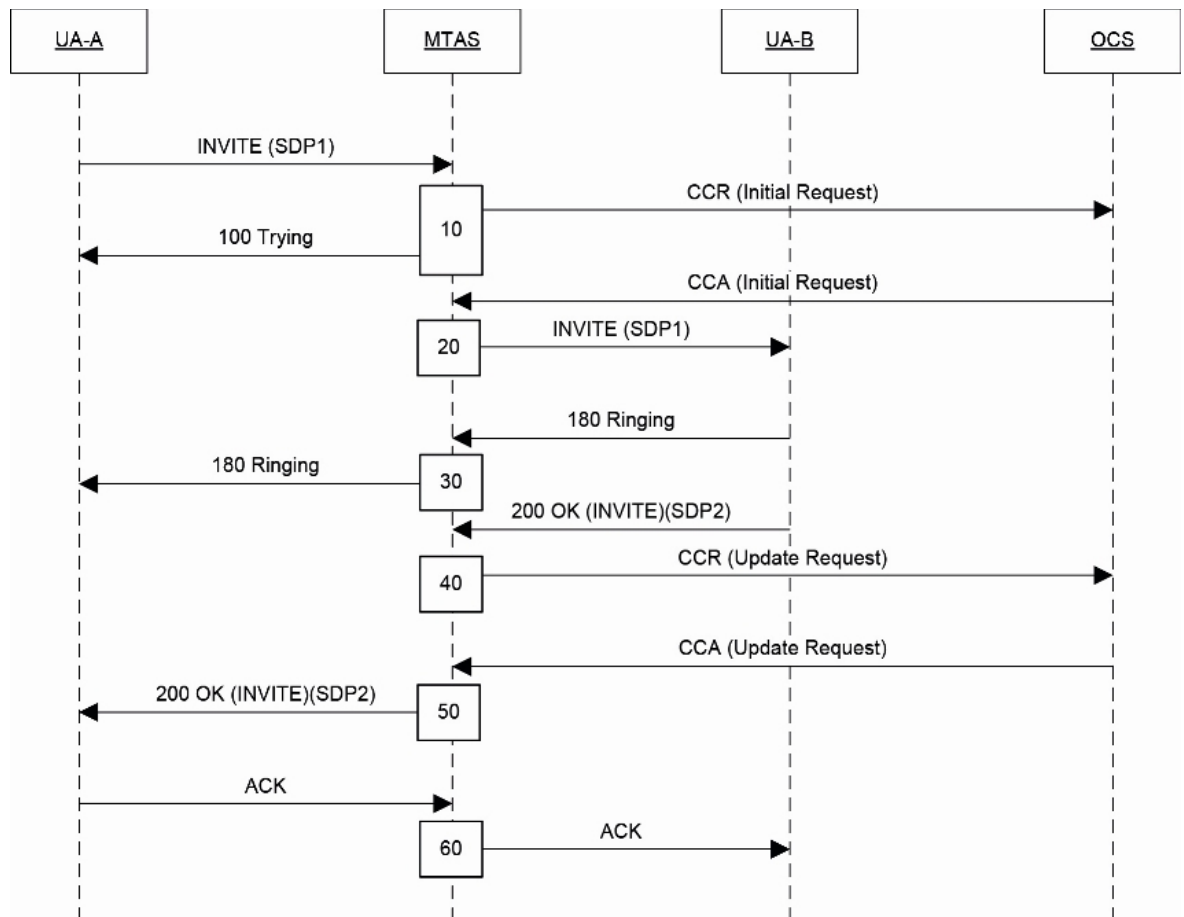 UA-A
MTAS
UA-B
OCS
INVITE (SDP1)
CCR (Initial Request)
10
100 Trying
CCA (Initial Request)
INVITE (SDP1)
20
180 Ringing
180 Ringing
30
200 OK (INVITE)(SDP2)
CCR (Update Request)
40
CCA (Update Request)
200 OK (INVITE)(SDP2)
50
ACK
ACK
60